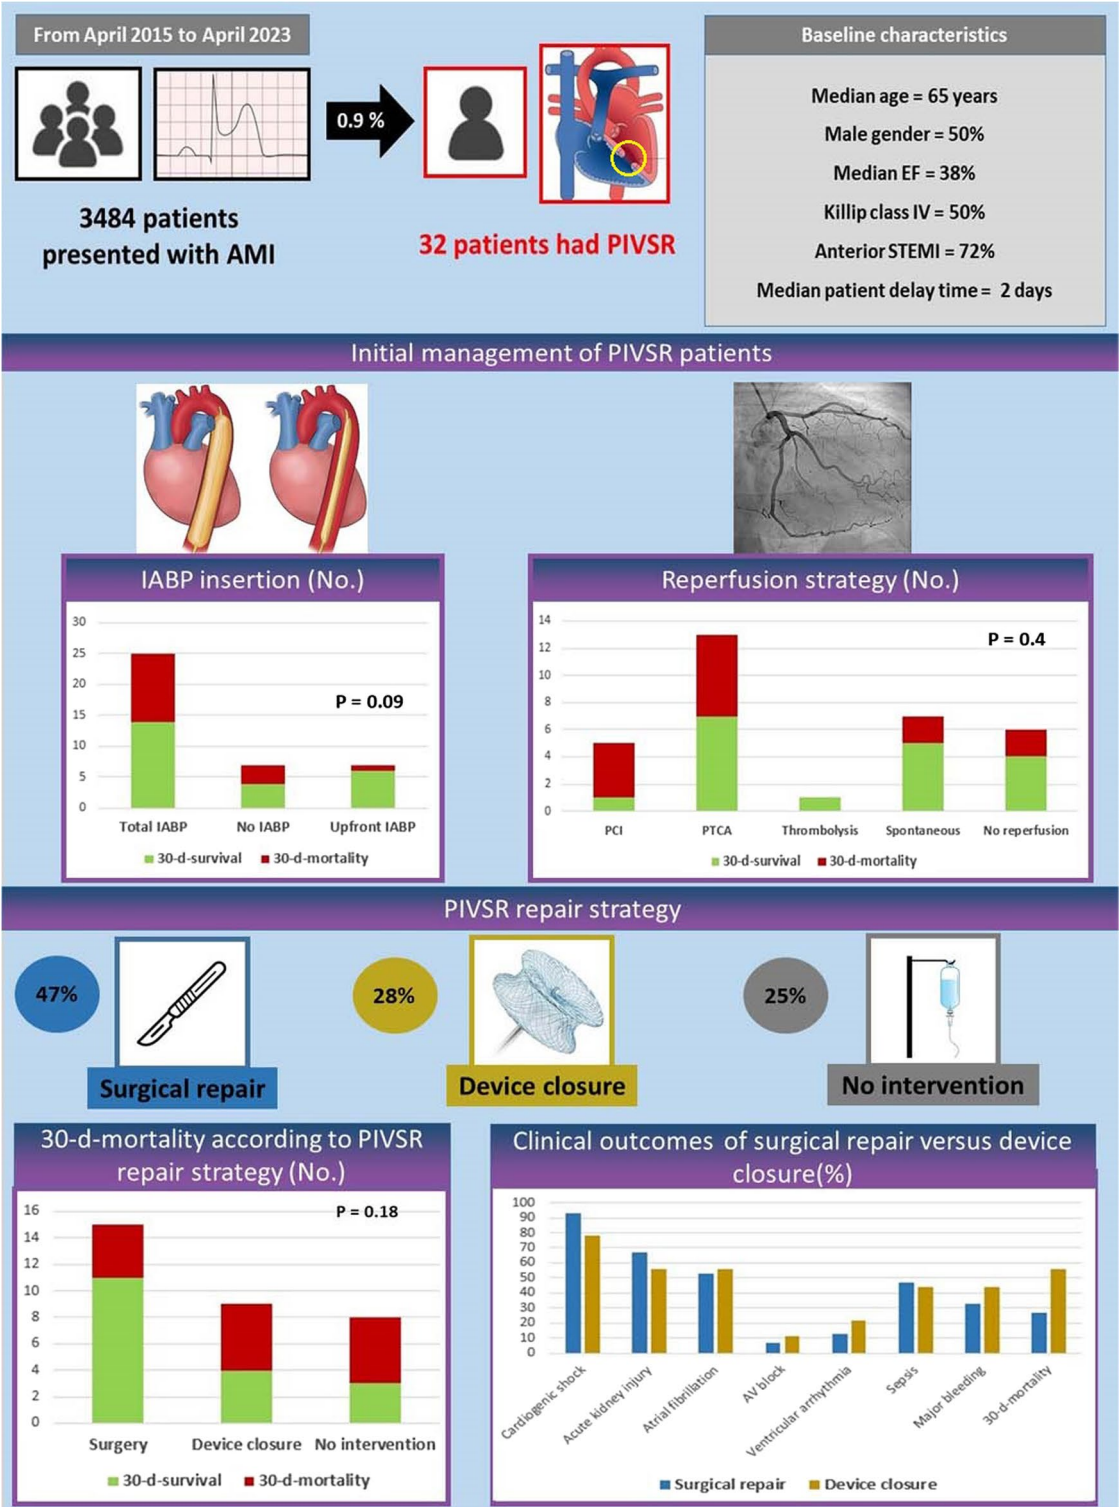 From April 2015 to April 2023
0.9 %
3484 patients
presented with AMI
32 patients had PIVSR
Baseline characteristics
Median age = 65 years
Male gender = 50%
Median EF = 38%
Killip class IV = 50%
Anterior STEMI = 72%
Median patient delay time = 2 days
Initial management of PIVSR patients
IABP insertion (No.)
30
25
20
15
10
5
0
P = 0.09
Total IABP
No IABP
Upfront IABP
30-d-survival
30-d-mortality
Reperfusion strategy (No.)
14
12
10
8
6
4
2
0
P = 0.4
PCI
PTCA
Thrombolysis
Spontaneous
No reperfusion
30-d-survival
30-d-mortality
PIVSR repair strategy
47%
Surgical repair
28%
Device closure
25%
No intervention
30-d-mortality according to PIVSR
repair strategy (No.)
16
14
12
10
8
6
4
2
0
P = 0.18
Surgery
Device closure
No intervention
30-d-survival
30-d-mortality
Clinical outcomes of surgical repair versus device
closure(%)
100
90
80
70
60
50
40
30
20
10
0
Cardiogenic shock
Acute kidney injury
Atrial fibrillation
AV block
Ventricular arrhythmia
Sepsis
Major bleeding
30-d-mortality
Surgical repair
Device closure